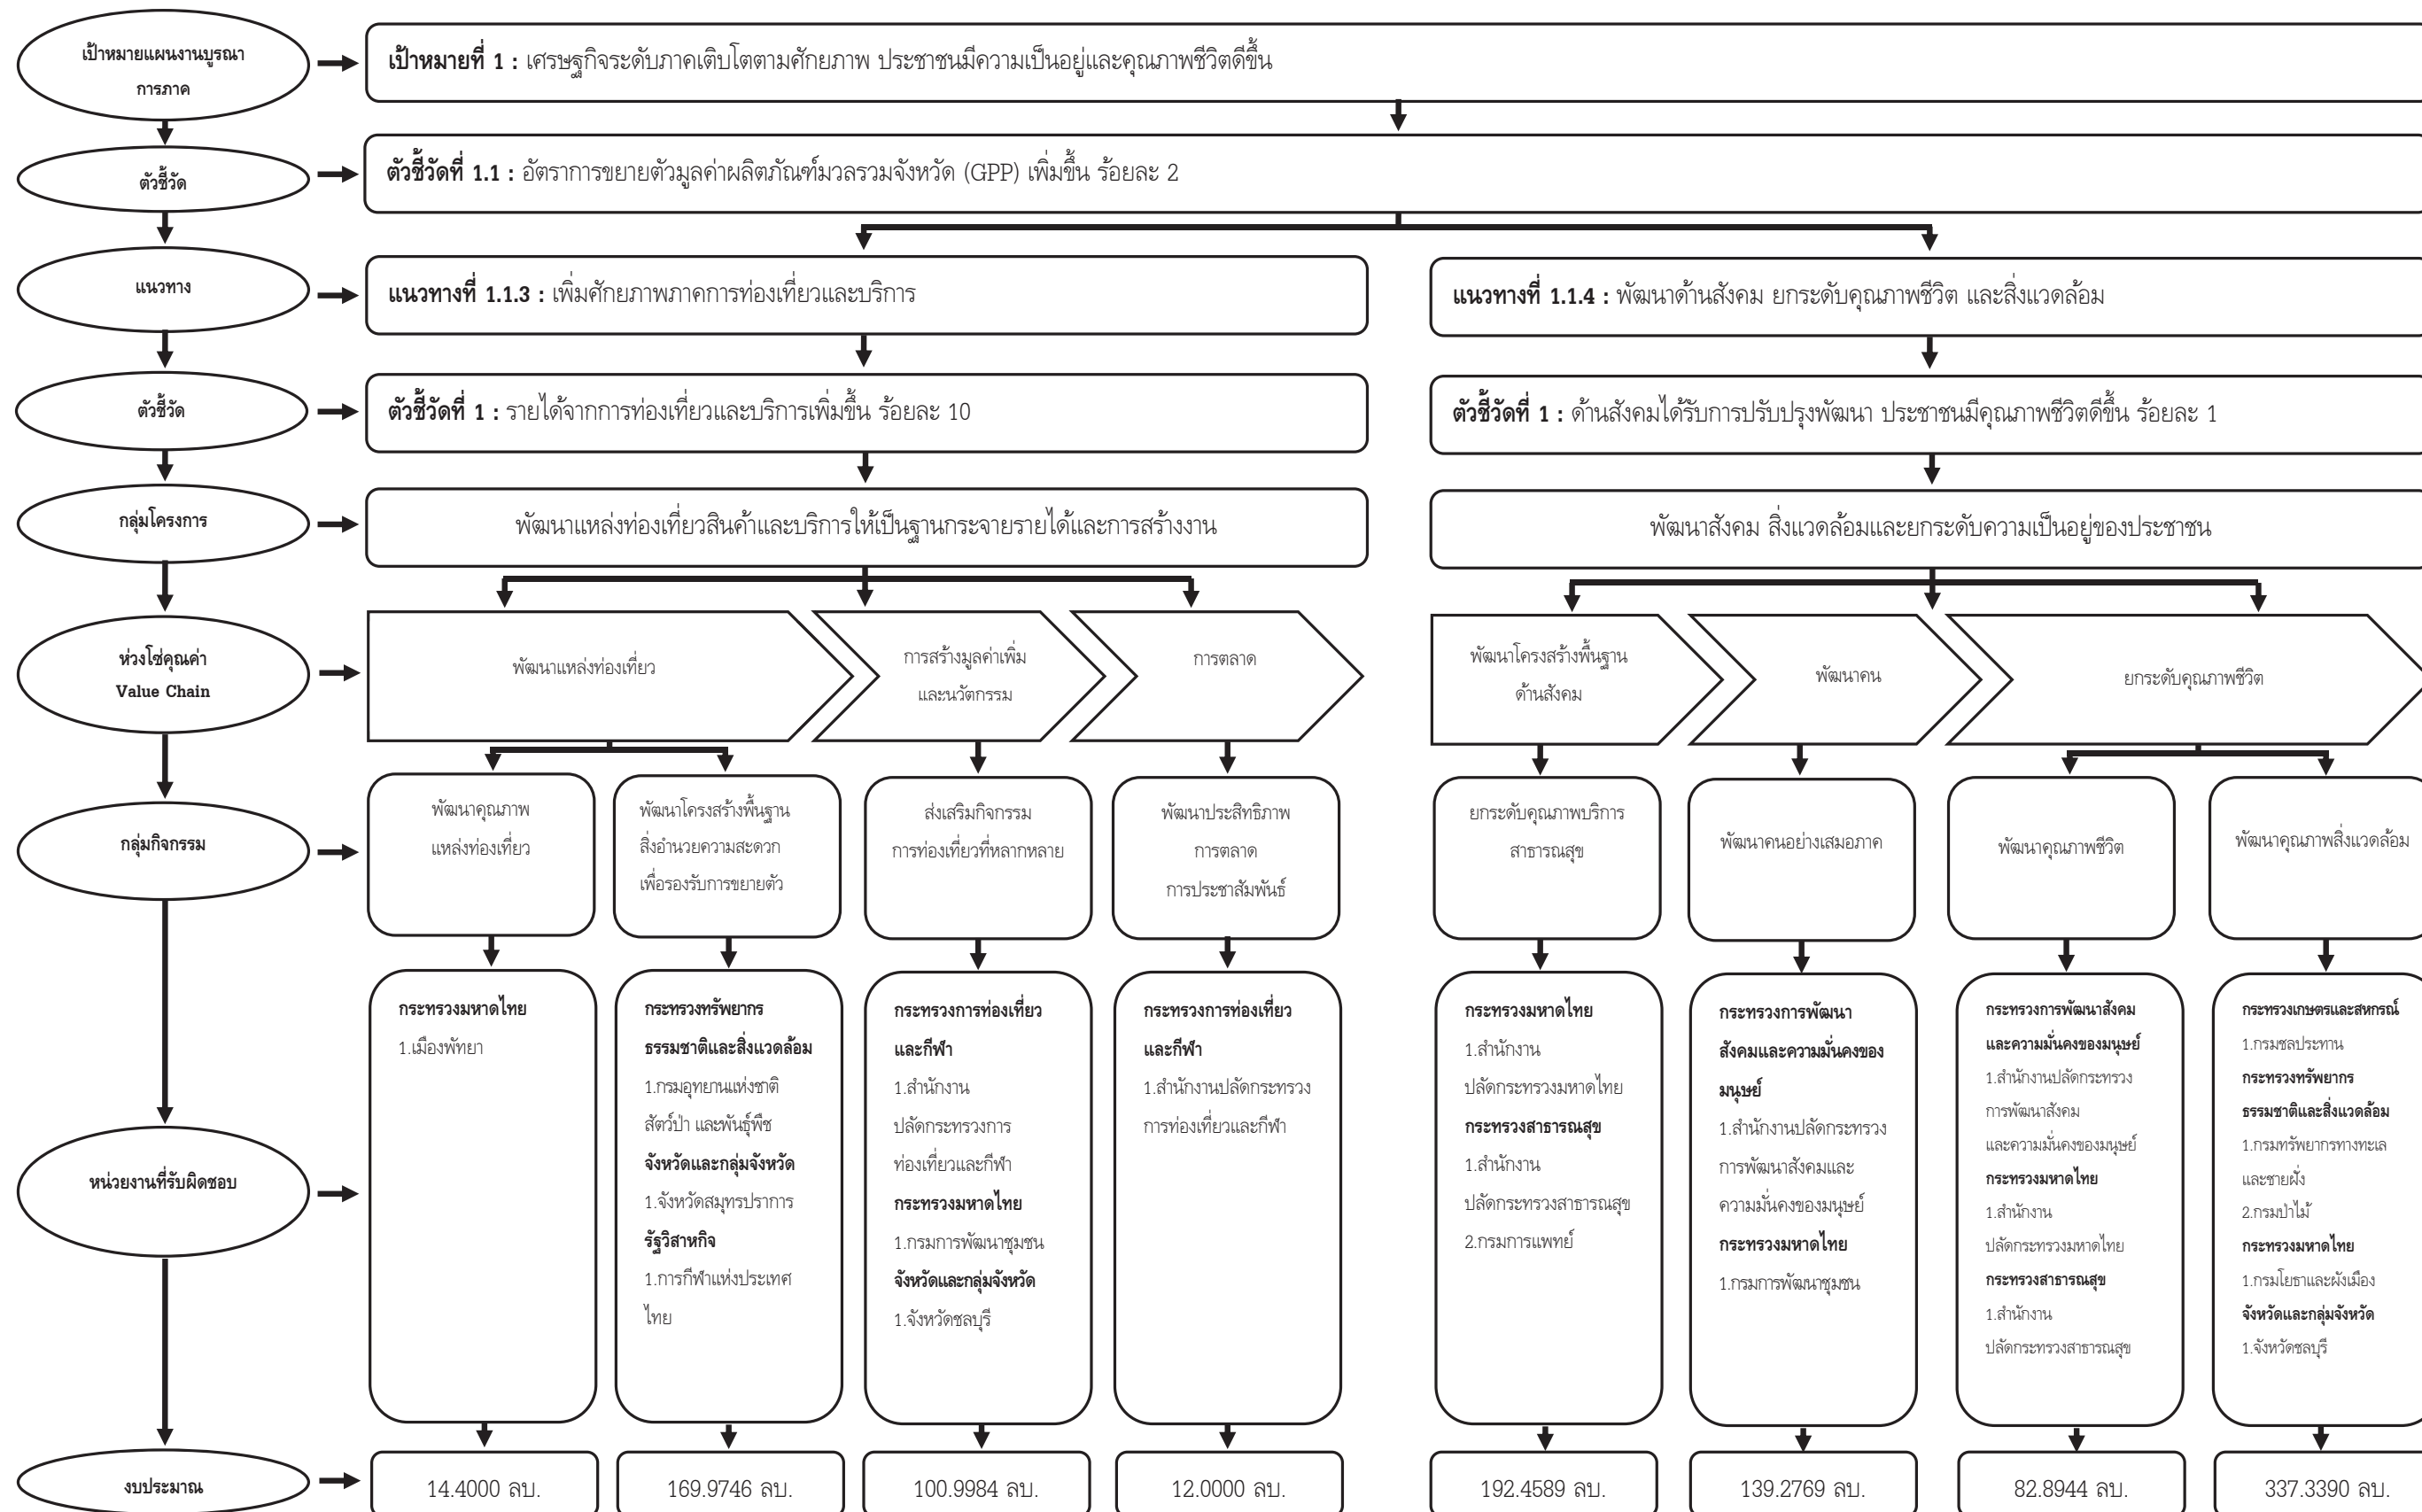 เป้าหมายแผนงานบูรณา
การภาค
เป้าหมายที่ 1 : เศรษฐกิจระดับภาคเติบโตตามศักยภาพ ประชาชนมีความเป็นอยู่และคุณภาพชีวิตดีขึ้น
ตัวชี้วัด
ตัวชี้วัดที่ 1.1 : อัตราการขยายตัวมูลค่าผลิตภัณฑ์มวลรวมจังหวัด (GPP) เพิ่มขึ้น ร้อยละ 2
แนวทาง
แนวทางที่ 1.1.3 : เพิ่มศักยภาพภาคการท่องเที่ยวและบริการ
แนวทางที่ 1.1.4 : พัฒนาด้านสังคม ยกระดับคุณภาพชีวิต และสิ่งแวดล้อม
ตัวชี้วัด
ตัวชี้วัดที่ 1 : รายได้จากการท่องเที่ยวและบริการเพิ่มขึ้น ร้อยละ 10
ตัวชี้วัดที่ 1 : ด้านสังคมได้รับการปรับปรุงพัฒนา ประชาชนมีคุณภาพชีวิตดีขึ้น ร้อยละ 1
กลุ่มโครงการ
พัฒนาแหล่งท่องเที่ยวสินค้าและบริการให้เป็นฐานกระจายรายได้และการสร้างงาน
พัฒนาสังคม สิ่งแวดล้อมและยกระดับความเป็นอยู่ของประชาชน
ห่วงโซ่คุณค่า
Value Chain
พัฒนาแหล่งท่องเที่ยว
การสร้างมูลค่าเพิ่ม
และนวัตกรรม
การตลาด
พัฒนาโครงสร้างพื้นฐาน
ด้านสังคม
พัฒนาคน
ยกระดับคุณภาพชีวิต
กลุ่มกิจกรรม
พัฒนาคุณภาพ
แหล่งท่องเที่ยว
พัฒนาโครงสร้างพื้นฐาน
สิ่งอำนวยความสะดวก
เพื่อรองรับการขยายตัว
ส่งเสริมกิจกรรม
การท่องเที่ยวที่หลากหลาย
พัฒนาประสิทธิภาพ
การตลาด
การประชาสัมพันธ์
ยกระดับคุณภาพบริการ
สาธารณสุข
พัฒนาคนอย่างเสมอภาค
พัฒนาคุณภาพชีวิต
พัฒนาคุณภาพสิ่งแวดล้อม
หน่วยงานที่รับผิดชอบ
กระทรวงมหาดไทย
1.เมืองพัทยา
กระทรวงทรัพยากร
ธรรมชาติและสิ่งแวดล้อม
1.กรมอุทยานแห่งชาติ
สัตว์ป่า และพันธุ์พืช
จังหวัดและกลุ่มจังหวัด
1.จังหวัดสมุทรปราการ
รัฐวิสาหกิจ
1.การกีฬาแห่งประเทศ
ไทย
กระทรวงการท่องเที่ยว
และกีฬา
1.สำนักงาน
ปลัดกระทรวงการ
ท่องเที่ยวและกีฬา
กระทรวงมหาดไทย
1.กรมการพัฒนาชุมชน
จังหวัดและกลุ่มจังหวัด
1.จังหวัดชลบุรี
กระทรวงการท่องเที่ยว
และกีฬา
1.สำนักงานปลัดกระทรวง
การท่องเที่ยวและกีฬา
กระทรวงมหาดไทย
1.สำนักงาน
ปลัดกระทรวงมหาดไทย
กระทรวงสาธารณสุข
1.สำนักงาน
ปลัดกระทรวงสาธารณสุข
2.กรมการแพทย์
กระทรวงการพัฒนา
สังคมและความมั่นคงของ
มนุษย์
1.สำนักงานปลัดกระทรวง
การพัฒนาสังคมและ
ความมั่นคงของมนุษย์
กระทรวงมหาดไทย
1.กรมการพัฒนาชุมชน
กระทรวงการพัฒนาสังคม
และความมั่นคงของมนุษย์
1.สำนักงานปลัดกระทรวง
การพัฒนาสังคม
และความมั่นคงของมนุษย์
กระทรวงมหาดไทย
1.สำนักงาน
ปลัดกระทรวงมหาดไทย
กระทรวงสาธารณสุข
1.สำนักงาน
ปลัดกระทรวงสาธารณสุข
กระทรวงเกษตรและสหกรณ์
1.กรมชลประทาน
กระทรวงทรัพยากร
ธรรมชาติและสิ่งแวดล้อม
1.กรมทรัพยากรทางทะเล
และชายฝั่ง
2.กรมป่าไม้
กระทรวงมหาดไทย
1.กรมโยธาและผังเมือง
จังหวัดและกลุ่มจังหวัด
1.จังหวัดชลบุรี
งบประมาณ
14.4000 ลบ.
169.9746 ลบ.
100.9984 ลบ.
12.0000 ลบ.
192.4589 ลบ.
139.2769 ลบ.
82.8944 ลบ.
337.3390 ลบ.